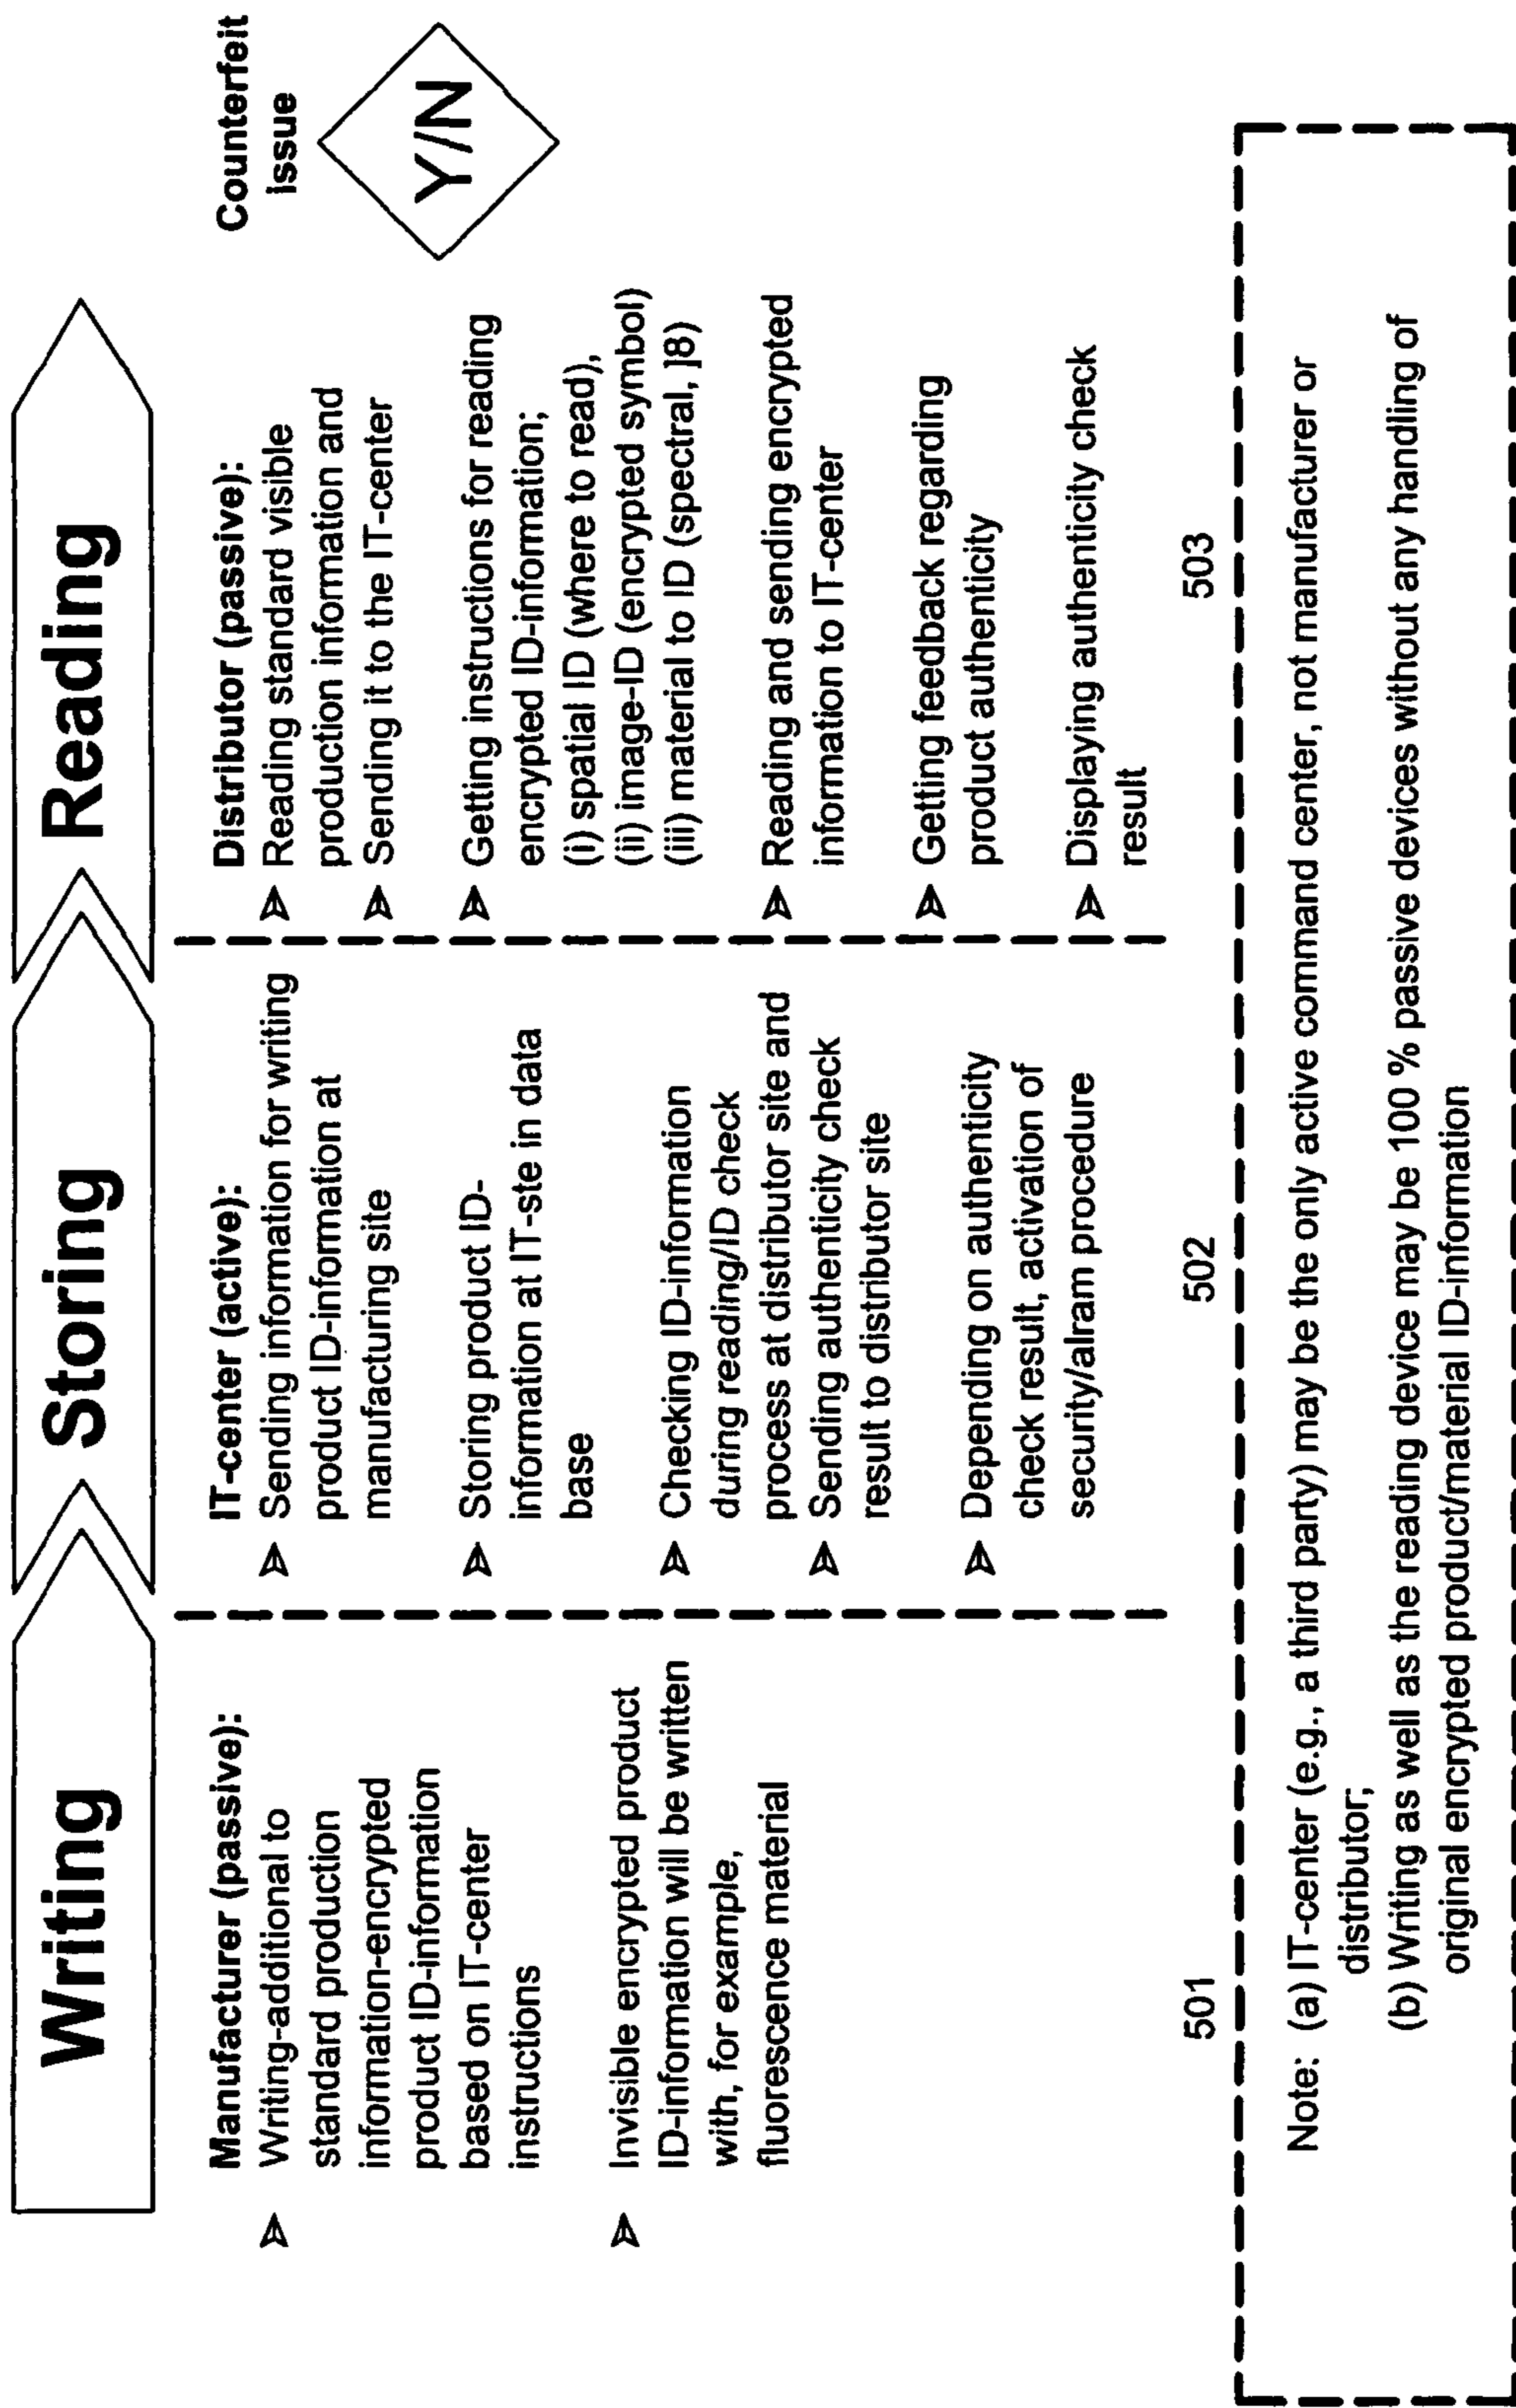 Writing
Storing
Reading
Manufacturer (passive):
➢ Writing-additional to
standard production
information-encrypted
product ID-information
based on IT-center
instructions
➢ Invisible encrypted product
ID-information will be written
with, for example,
fluorescence material
501
IT-center (active):
➢ Sending information for writing
product ID-information at
manufacturing site
➢ Storing product ID-
information at IT-ste in data
base
➢ Checking ID-information
during reading/ID check
process at distributor site and
➢ Sending authenticity check
result to distributor site
➢ Depending on authenticity
check result, activation of
security/alram procedure
502
Distributor (passive):
➢ Reading standard visible
production information and
➢ Sending it to the IT-center
➢ Getting instructions for reading
encrypted ID-information;
(i) spatial ID (where to read),
(ii) image-ID (encrypted symbol)
(iii) material to ID (spectral, ]8)
➢ Reading and sending encrypted
information to IT-center
➢ Getting feedback regarding
product authenticity
➢ Displaying authenticity check
result
503
Counterfeit
issue
Y/N
Note: (a) IT-center (e.g., a third party) may be the only active command center, not manufacturer or
distributor;
(b) Writing as well as the reading device may be 100 % passive devices without any handling of
original encrypted product/material ID-information